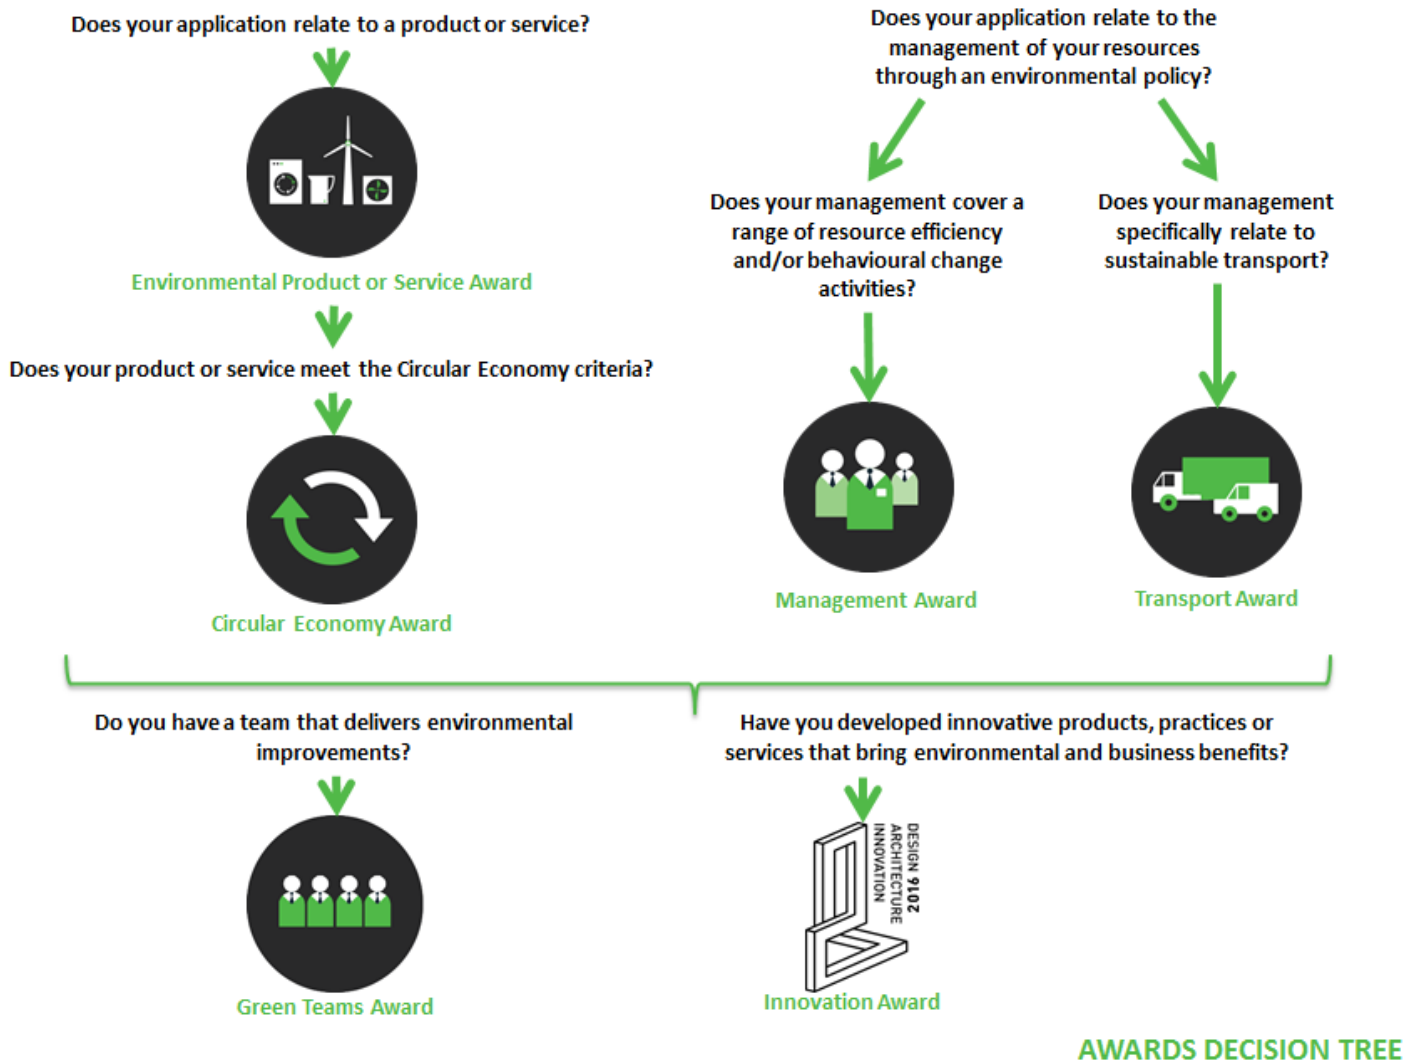 Does your application relate to a product or service?
Environmental Product or Service Award
Does your product or service meet the Circular Economy criteria?
Circular Economy Award
Does your application relate to the
management of your resources
through an environmental policy?
Does your management cover a
range of resource efficiency
and/or behavioural change
activities?
Management Award
Does your management
specifically relate to
sustainable transport?
Transport Award
Do you have a team that delivers environmental
improvements?
Green Teams Award
Have you developed innovative products, practices or
services that bring environmental and business benefits?
DESIGN 2016
ARCHITECTURE
INNOVATION
Innovation Award
AWARDS DECISION TREE